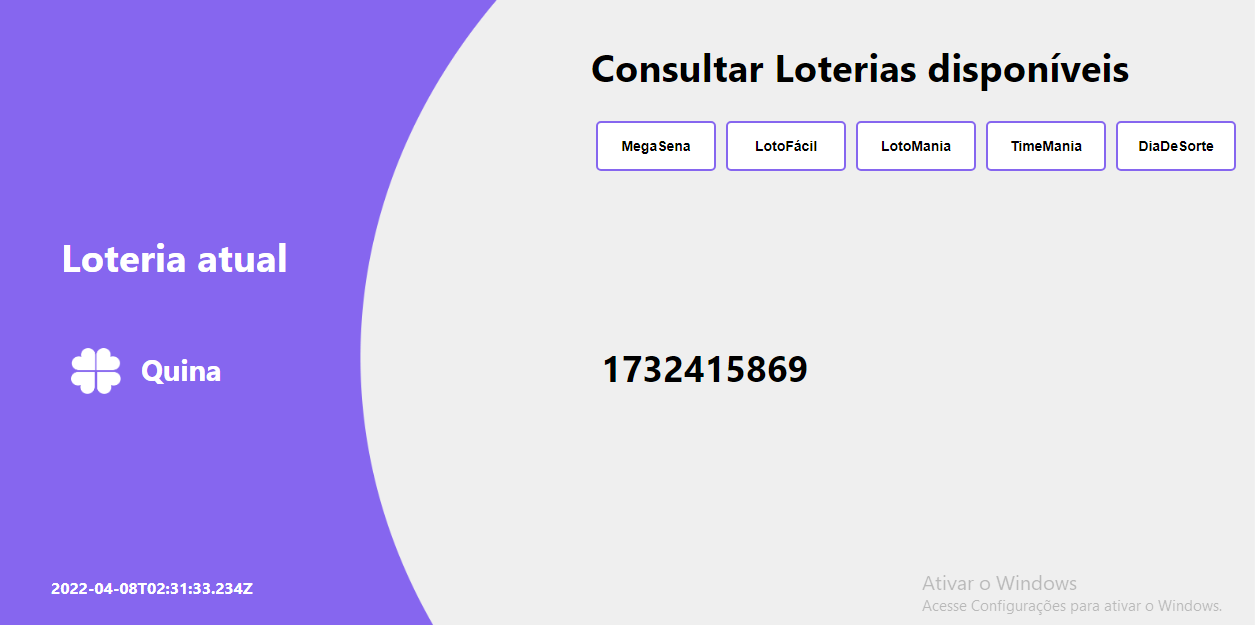 Consultar Loterias disponíveis
MegaSena
LotoFácil
LotoMania
TimeMania
DiaDeSorte
Loteria atual
Quina
1732415869
2022-04-08T02:31:33.234Z
Ativar o Windows
Acesse Configurações para ativar o Windows.